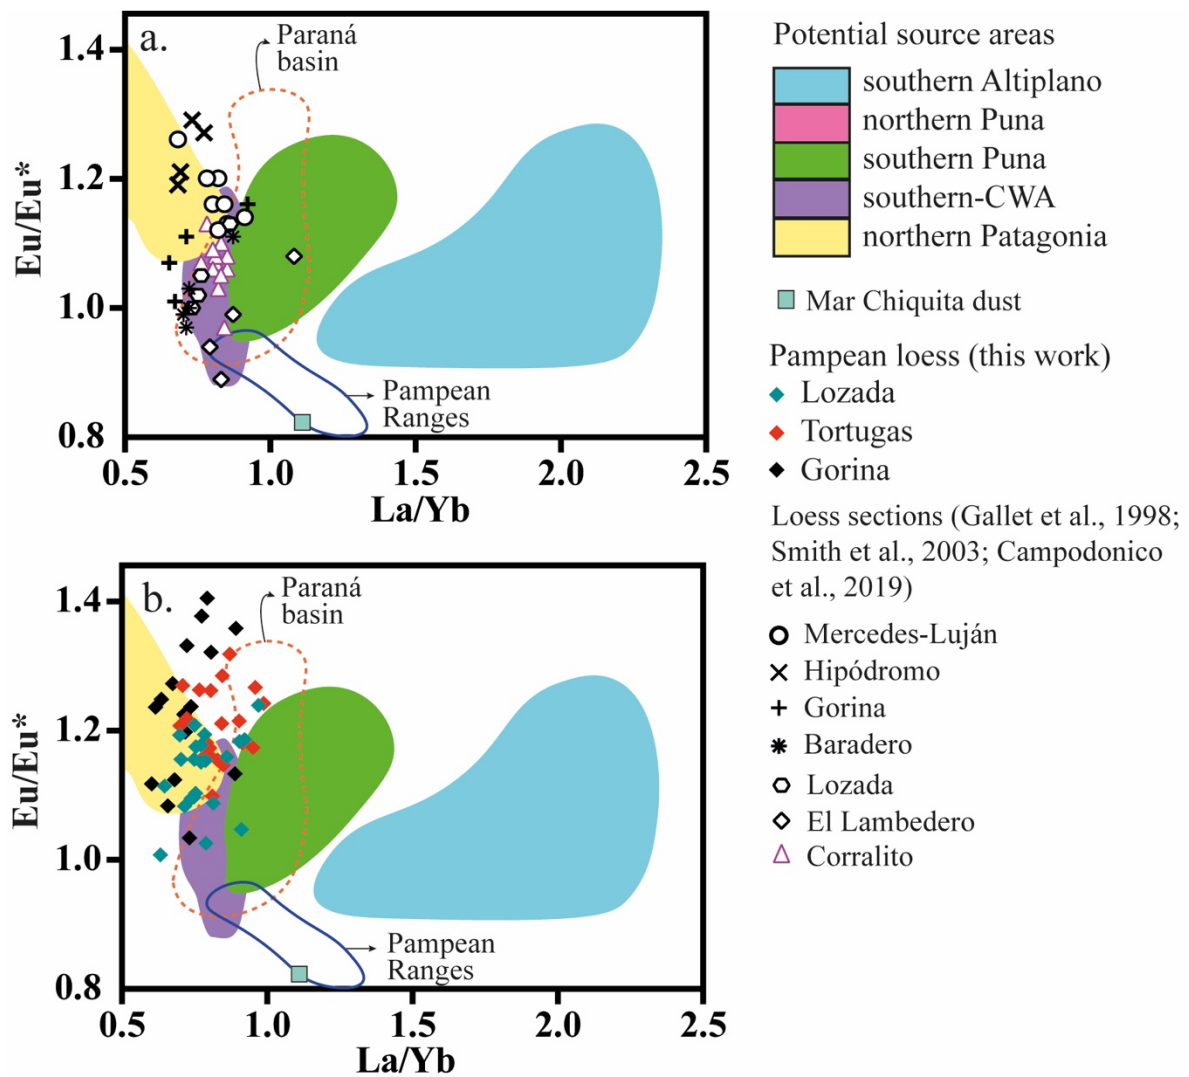 a.
Paraná
basin
1.4
1.2
1.0
0.8
Eu/Eu*
Pampean
Ranges
0.5
1.0
1.5
2.0
2.5
La/Yb
b.
Paraná
basin
1.4
1.2
1.0
0.8
Eu/Eu*
Pampean
Ranges
0.5
1.0
1.5
2.0
2.5
La/Yb
Potential source areas
southern Altiplano
northern Puna
southern Puna
southern-CWA
northern Patagonia
Mar Chiquita dust
Pampean loess (this work)
Lozada
Tortugas
Gorina
Loess sections (Gallet et al., 1998;
Smith et al., 2003; Campodonico
et al., 2019)
Mercedes-Luján
Hipódromo
Gorina
Baradero
Lozada
El Lambedero
Corralito